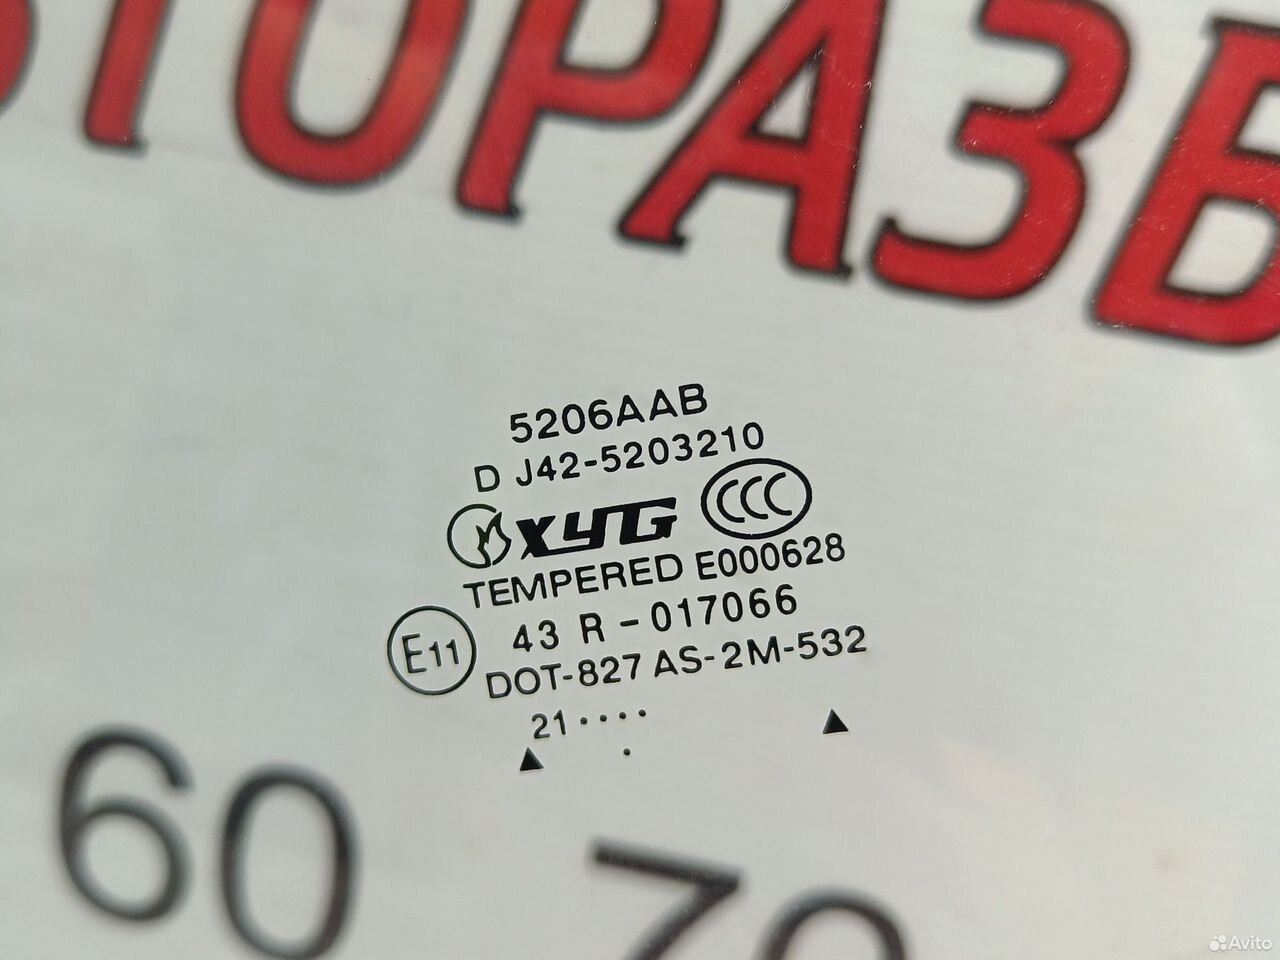 ТОРАЗБ
5206AAB
D J42-5203210
XYG CCC
TEMPERED E000628
E11 43 R - 017066
DOT-827 AS-2M-532
21 ····
▲ · ▲
60 70
Avito